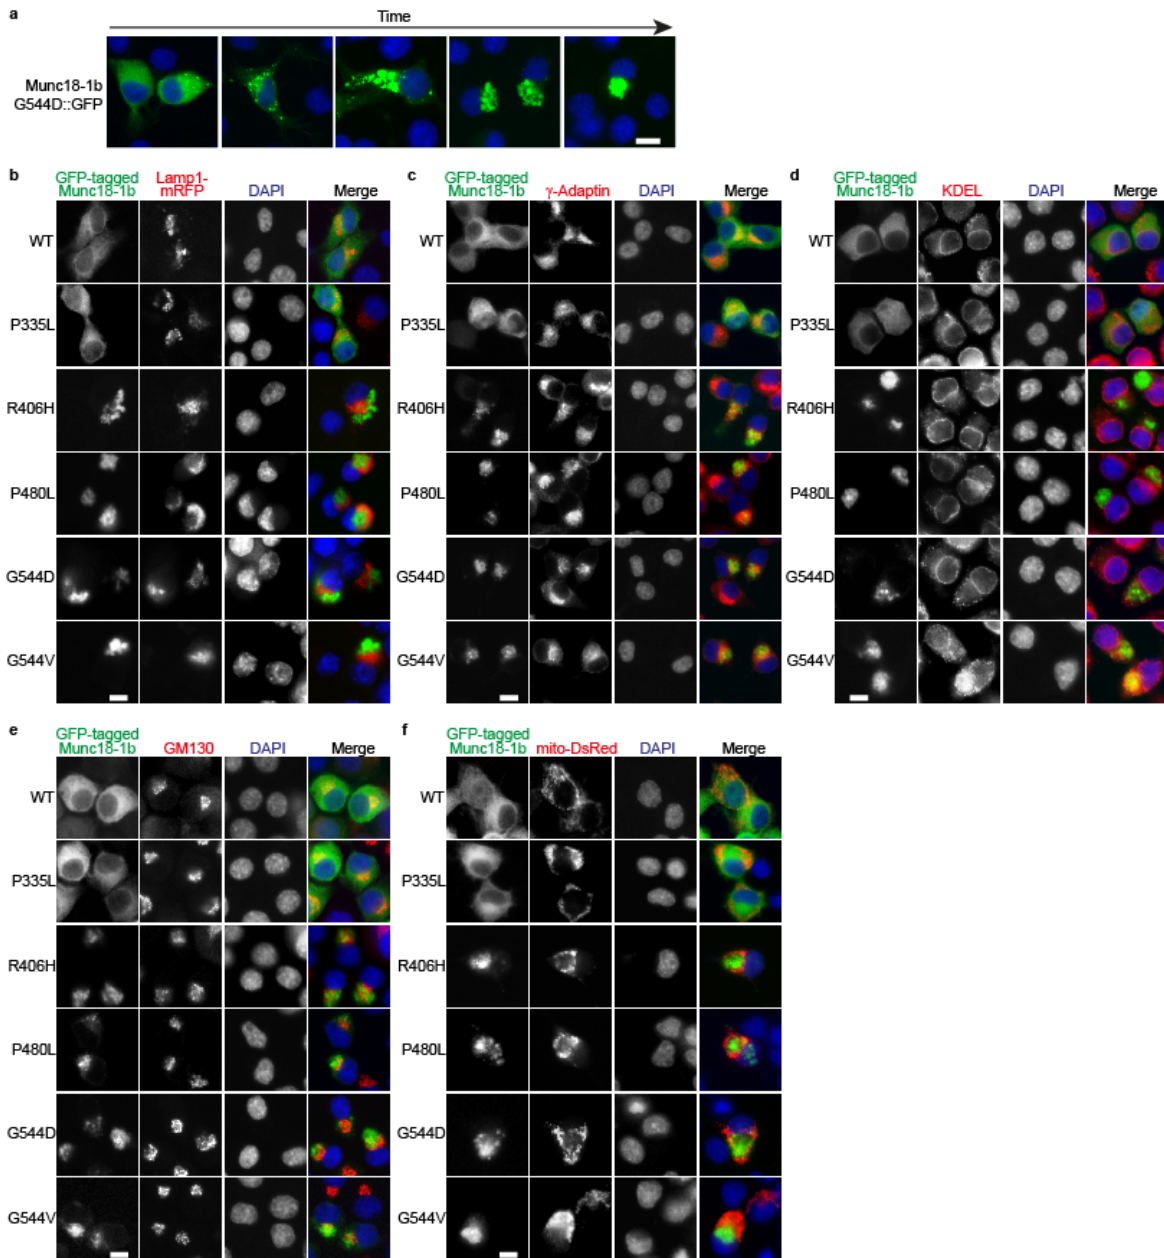 a
Time
Munc18-1b
G544D::GFP
b
GFP-tagged Munc18-1b
Lamp1-mRFP
DAPI
Merge
WT
P335L
R406H
P480L
G544D
G544V
c
GFP-tagged Munc18-1b
γ-Adaptin
DAPI
Merge
WT
P335L
R406H
P480L
G544D
G544V
d
GFP-tagged Munc18-1b
KDEL
DAPI
Merge
WT
P335L
R406H
P480L
G544D
G544V
e
GFP-tagged Munc18-1b
GM130
DAPI
Merge
WT
P335L
R406H
P480L
G544D
G544V
f
GFP-tagged Munc18-1b
mito-DsRed
DAPI
Merge
WT
P335L
R406H
P480L
G544D
G544V